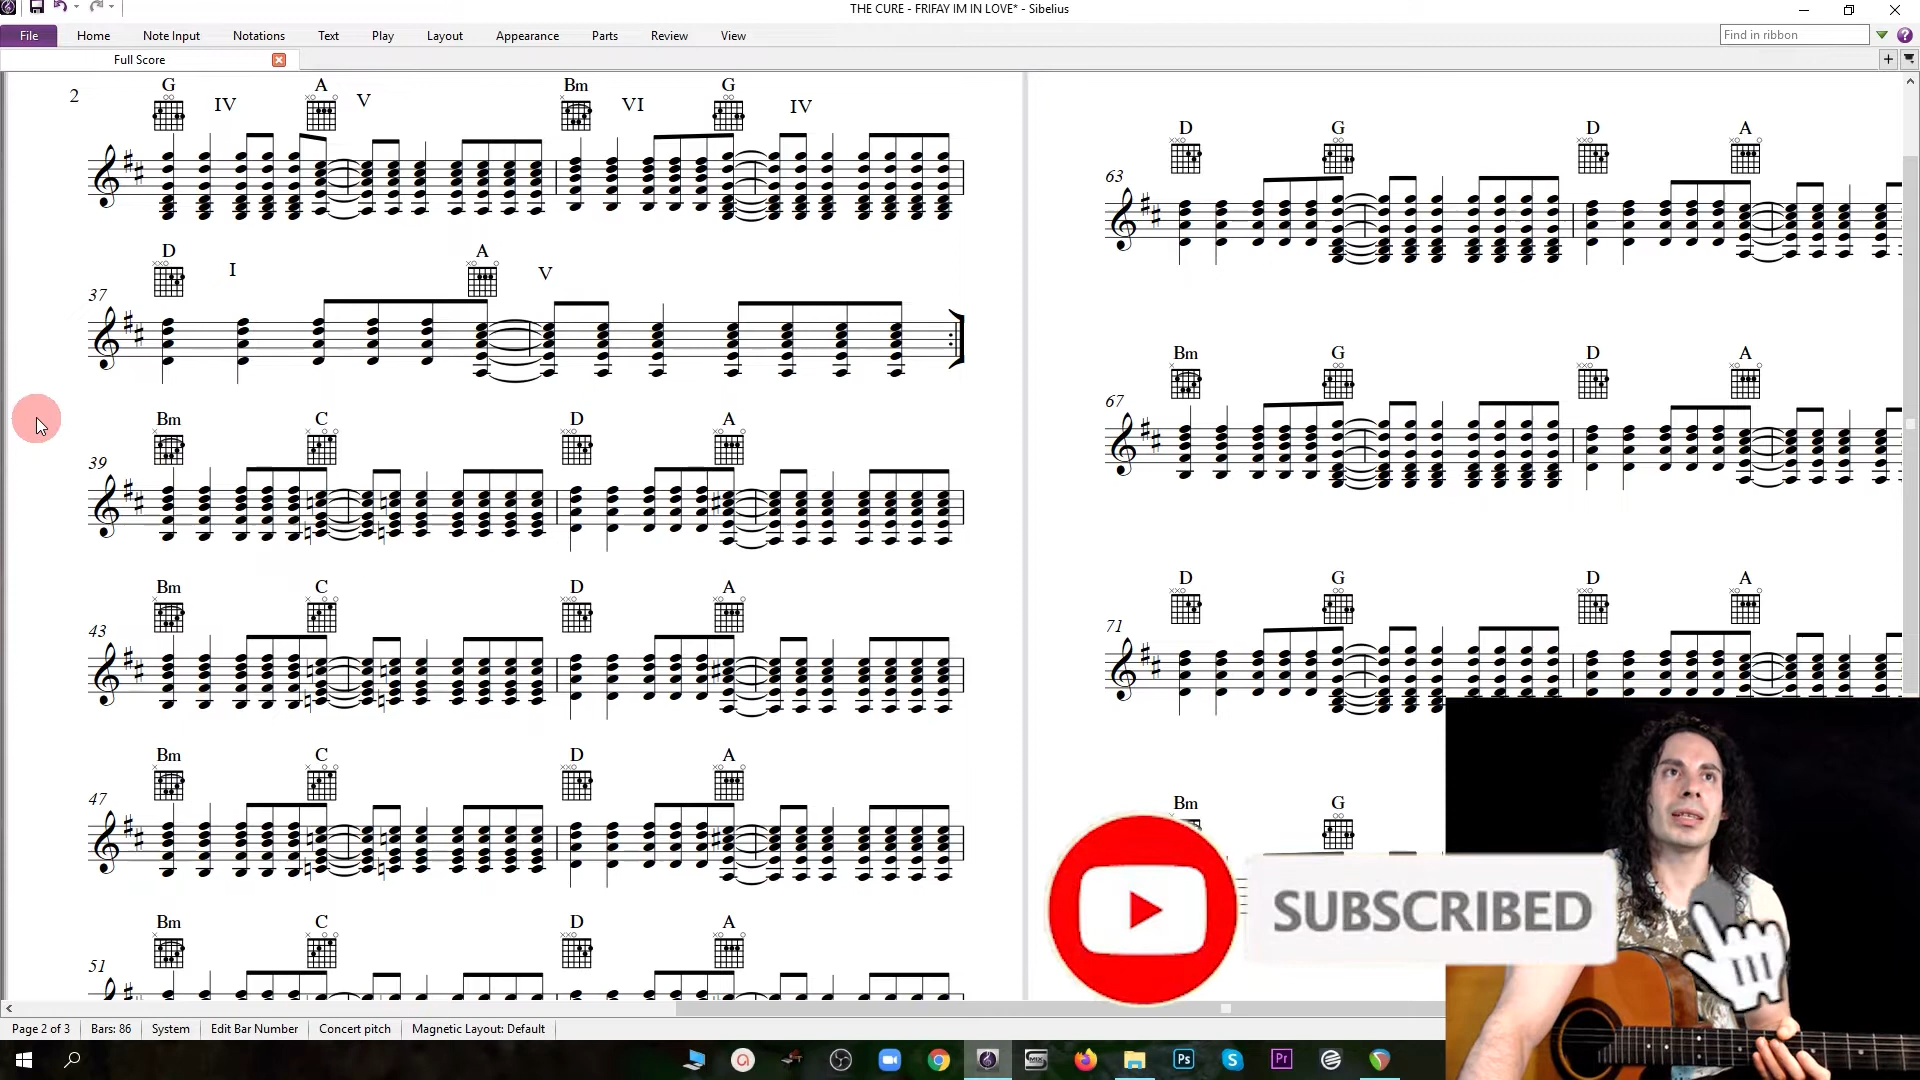 THE CURE - FRIFAY IM IN LOVE* - Sibelius
File Home Note Input Notations Text Play Layout Appearance Parts Review View Find in ribbon
Full Score
2 G IV A V Bm VI G IV
D I A V
37
Bm C D A
39
Bm C D A
43
Bm C D A
47
Bm C D A
51
D G D A
63
Bm G D A
67
D G D A
71
Bm G
SUBSCRIBED
Page 2 of 3 Bars: 86 System Edit Bar Number Concert pitch Magnetic Layout: Default
Ps Pr